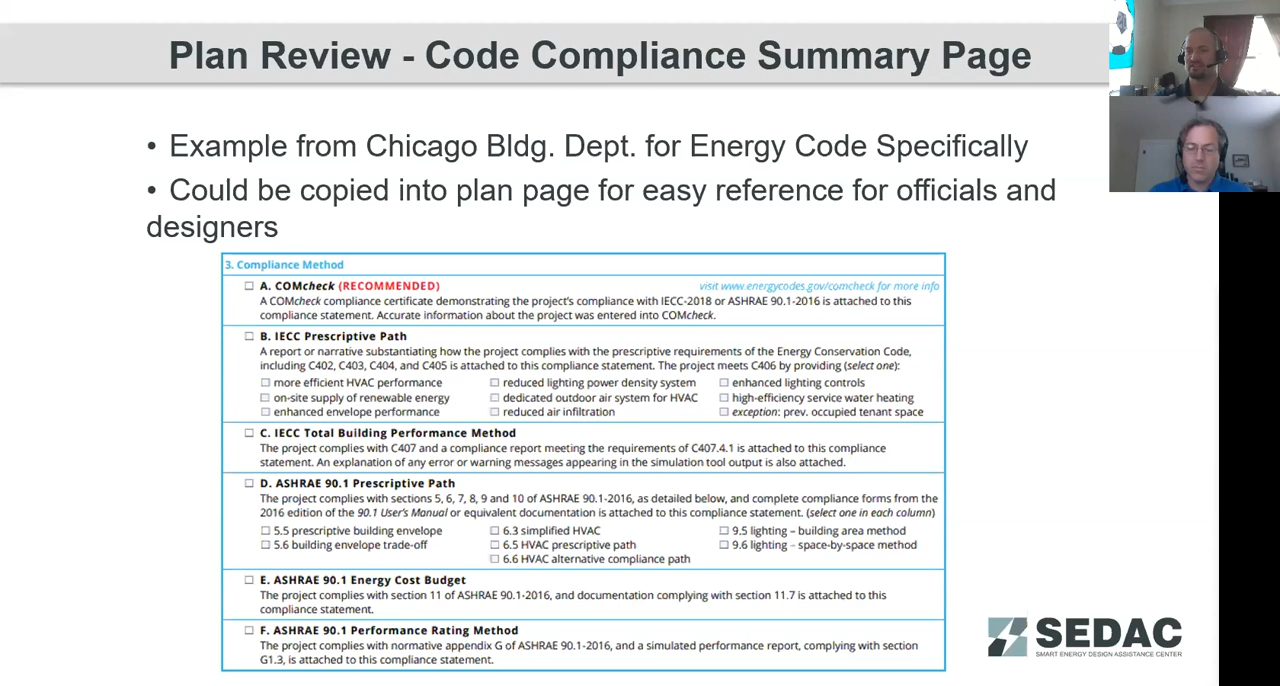 Plan Review - Code Compliance Summary Page
• Example from Chicago Bldg. Dept. for Energy Code Specifically
• Could be copied into plan page for easy reference for officials and
designers
3. Compliance Method
☐ A. COMcheck (RECOMMENDED) visit www.energycodes.gov/comcheck for more info
A COMcheck compliance certificate demonstrating the project's compliance with IECC-2018 or ASHRAE 90.1-2016 is attached to this
compliance statement. Accurate information about the project was entered into COMcheck.
☐ B. IECC Prescriptive Path
A report or narrative substantiating how the project complies with the prescriptive requirements of the Energy Conservation Code,
including C402, C403, C404, and C405 is attached to this compliance statement. The project meets C406 by providing (select one):
☐ more efficient HVAC performance ☐ reduced lighting power density system ☐ enhanced lighting controls
☐ on-site supply of renewable energy ☐ dedicated outdoor air system for HVAC ☐ high-efficiency service water heating
☐ enhanced envelope performance ☐ reduced air infiltration ☐ exception: prev. occupied tenant space
☐ C. IECC Total Building Performance Method
The project complies with C407 and a compliance report meeting the requirements of C407.4.1 is attached to this compliance
statement. An explanation of any error or warning messages appearing in the simulation tool output is also attached.
☐ D. ASHRAE 90.1 Prescriptive Path
The project complies with sections 5, 6, 7, 8, 9 and 10 of ASHRAE 90.1-2016, as detailed below, and complete compliance forms from the
2016 edition of the 90.1 User's Manual or equivalent documentation is attached to this compliance statement. (select one in each column)
☐ 5.5 prescriptive building envelope ☐ 6.3 simplified HVAC ☐ 9.5 lighting – building area method
☐ 5.6 building envelope trade-off ☐ 6.5 HVAC prescriptive path ☐ 9.6 lighting – space-by-space method
☐ 6.6 HVAC alternative compliance path
☐ E. ASHRAE 90.1 Energy Cost Budget
The project complies with section 11 of ASHRAE 90.1-2016, and documentation complying with section 11.7 is attached to this
compliance statement.
☐ F. ASHRAE 90.1 Performance Rating Method
The project complies with normative appendix G of ASHRAE 90.1-2016, and a simulated performance report, complying with section
G1.3, is attached to this compliance statement.
SEDAC
SMART ENERGY DESIGN ASSISTANCE CENTER